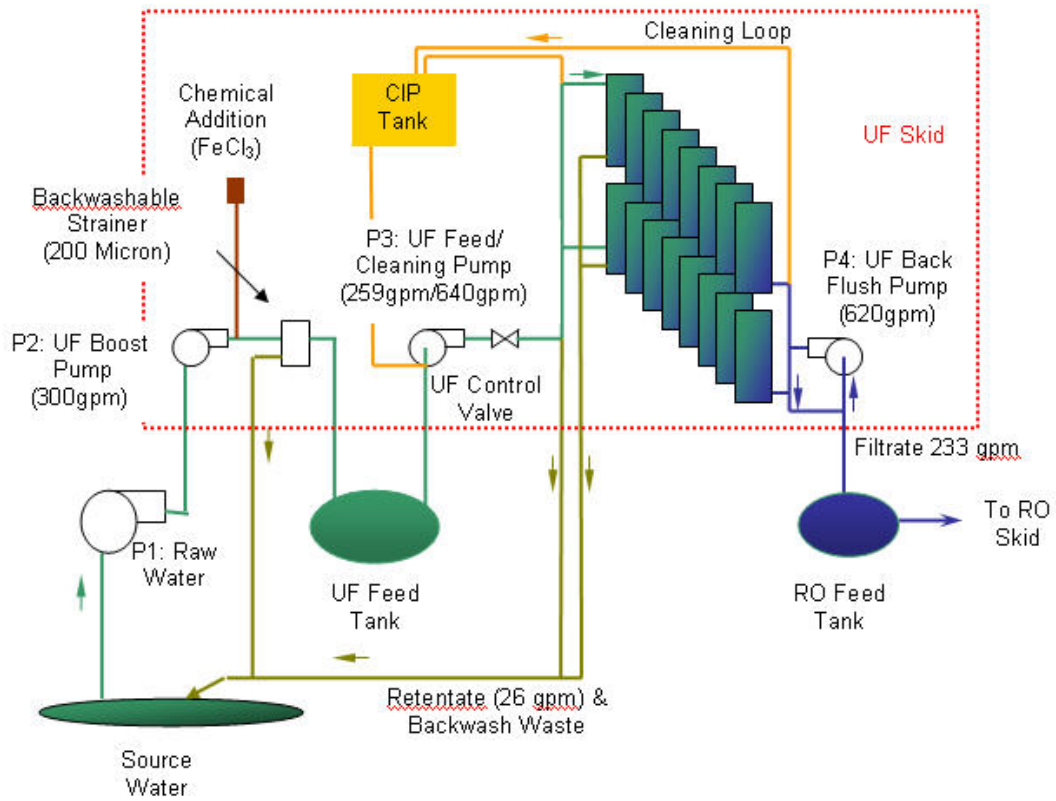 Cleaning Loop
CIP
Tank
Chemical
Addition
(FeCl₃)
UF Skid
Backwashable
Strainer
(200 Micron)
P3: UF Feed/
Cleaning Pump
(259gpm/640gpm)
P4: UF Back
Flush Pump
(620gpm)
P2: UF Boost
Pump
(300gpm)
UF Control
Valve
Filtrate 233 gpm
P1: Raw
Water
UF Feed
Tank
RO Feed
Tank
To RO
Skid
Retentate (26 gpm) &
Backwash Waste
Source
Water